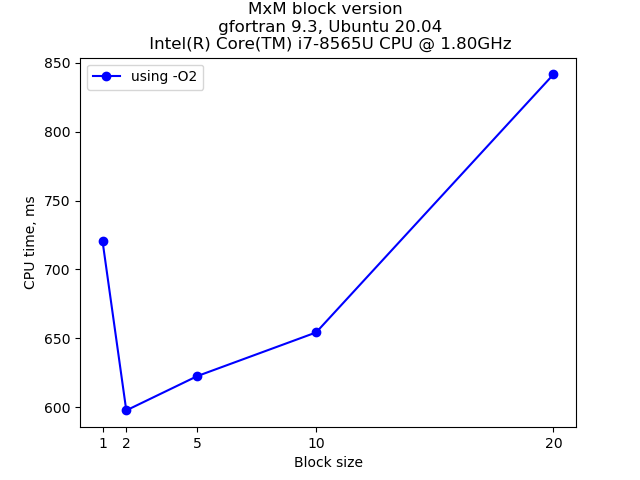 MxM block version
gfortran 9.3, Ubuntu 20.04
Intel(R) Core(TM) i7-8565U CPU @ 1.80GHz
using -O2
850
800
750
700
650
600
CPU time, ms
1 2 5 10 20
Block size